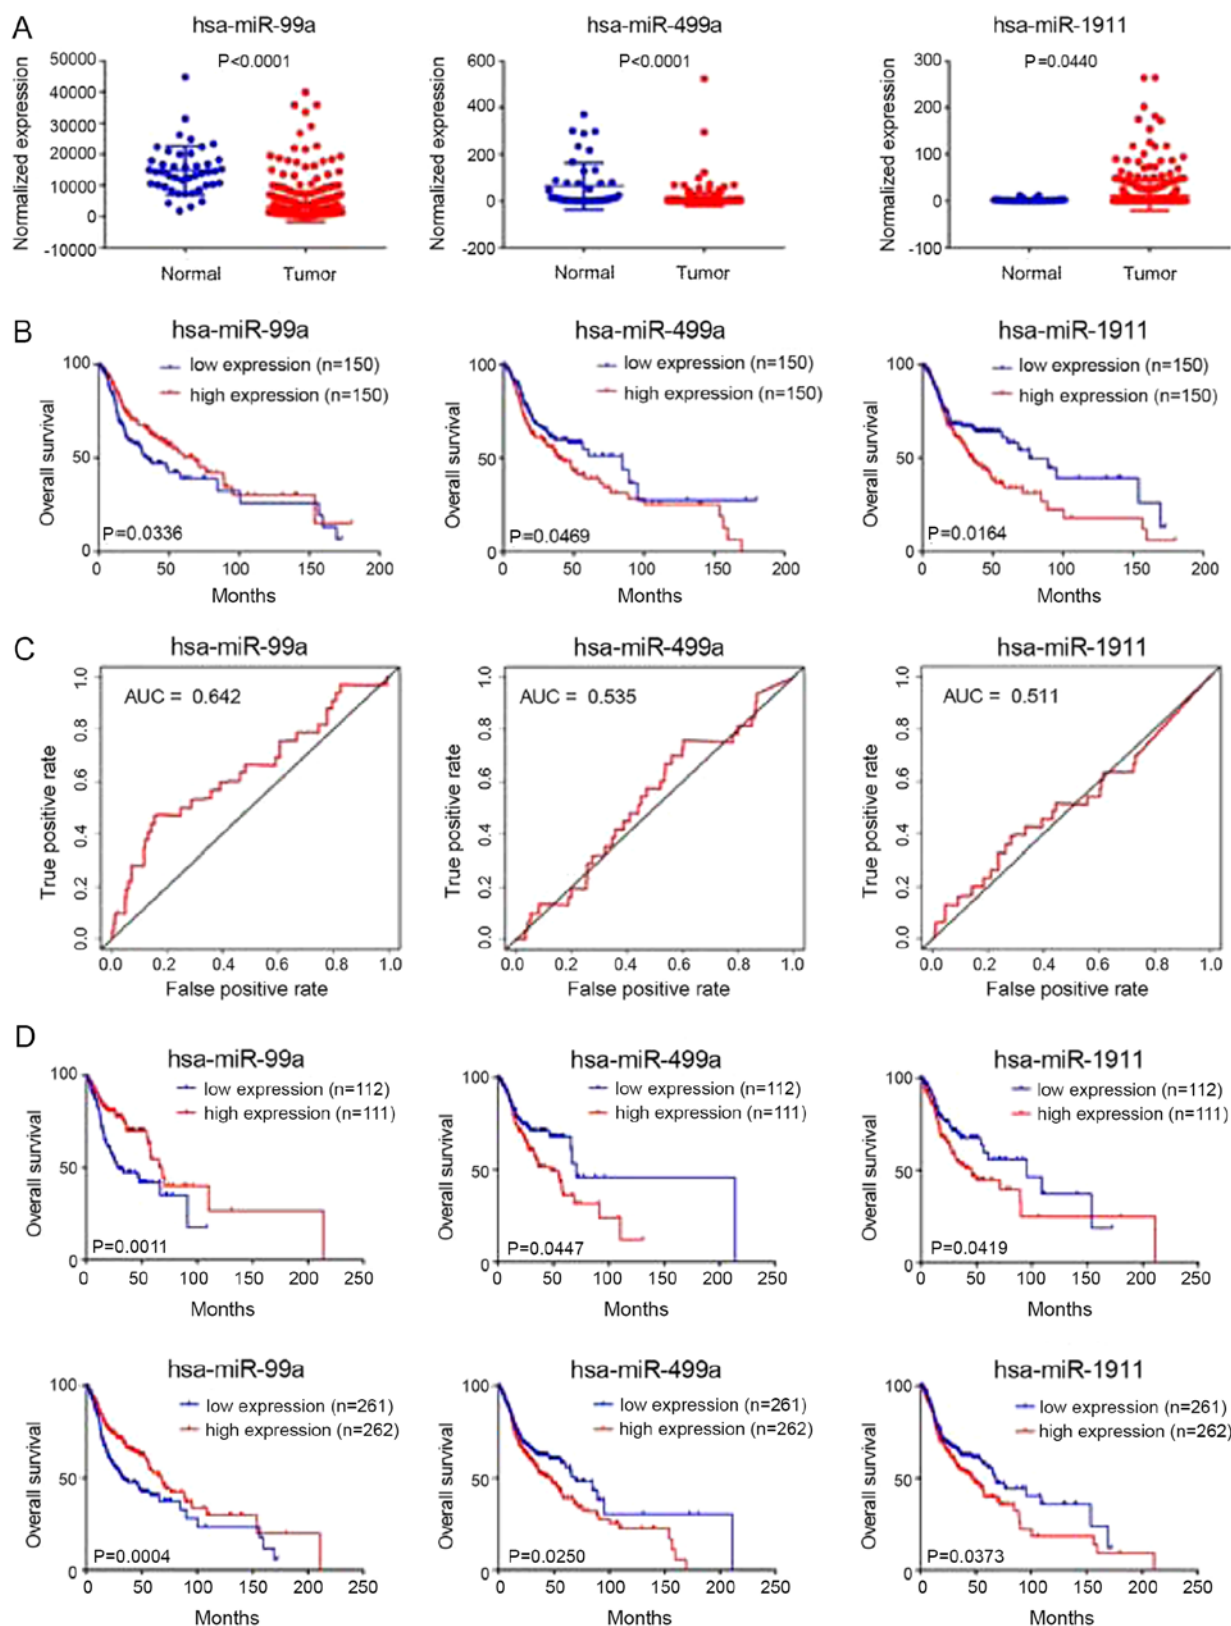 A
hsa-miR-99a
hsa-miR-499a
hsa-miR-1911
Normalized expression
50000
40000
30000
20000
10000
0
-10000
P<0.0001
Normal
Tumor
Normalized expression
600
400
200
0
-200
P<0.0001
Normal
Tumor
Normalized expression
300
200
100
0
-100
P=0.0440
Normal
Tumor
B
hsa-miR-99a
Overall survival
100
50
0
low expression (n=150)
high expression (n=150)
P=0.0336
0 50 100 150 200
Months
hsa-miR-499a
Overall survival
100
50
0
low expression (n=150)
high expression (n=150)
P=0.0469
0 50 100 150 200
Months
hsa-miR-1911
Overall survival
100
50
0
low expression (n=150)
high expression (n=150)
P=0.0164
0 50 100 150 200
Months
C
hsa-miR-99a
True positive rate
1.0
0.8
0.6
0.4
0.2
0.0
AUC = 0.642
0.0 0.2 0.4 0.6 0.8 1.0
False positive rate
hsa-miR-499a
True positive rate
1.0
0.8
0.6
0.4
0.2
0.0
AUC = 0.535
0.0 0.2 0.4 0.6 0.8 1.0
False positive rate
hsa-miR-1911
True positive rate
1.0
0.8
0.6
0.4
0.2
0.0
AUC = 0.511
0.0 0.2 0.4 0.6 0.8 1.0
False positive rate
D
hsa-miR-99a
Overall survival
100
50
0
low expression (n=112)
high expression (n=111)
P=0.0011
0 50 100 150 200 250
Months
hsa-miR-499a
Overall survival
100
50
0
low expression (n=112)
high expression (n=111)
P=0.0447
0 50 100 150 200 250
Months
hsa-miR-1911
Overall survival
100
50
0
low expression (n=112)
high expression (n=111)
P=0.0419
0 50 100 150 200 250
Months
hsa-miR-99a
Overall survival
100
50
0
low expression (n=261)
high expression (n=262)
P=0.0004
0 50 100 150 200 250
Months
hsa-miR-499a
Overall survival
100
50
0
low expression (n=261)
high expression (n=262)
P=0.0250
0 50 100 150 200 250
Months
hsa-miR-1911
Overall survival
100
50
0
low expression (n=261)
high expression (n=262)
P=0.0373
0 50 100 150 200 250
Months